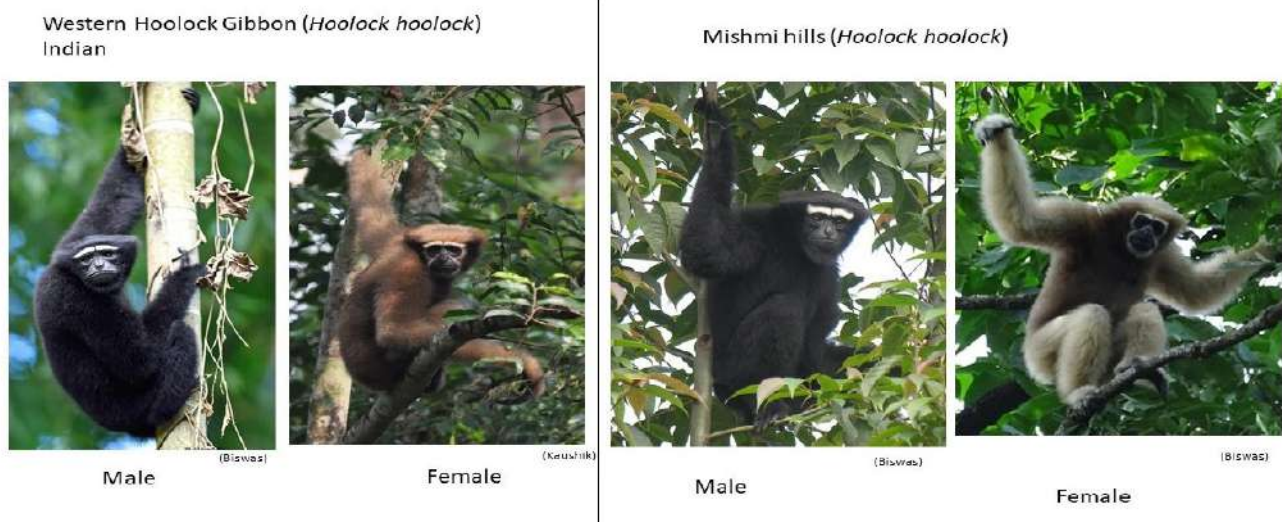 Western Hoolock Gibbon (Hoolock hoolock)
Indian
(Biswas)
(Kaushik)
Male
Female
Mishmi hills (Hoolock hoolock)
(Biswas)
(Biswas)
Male
Female